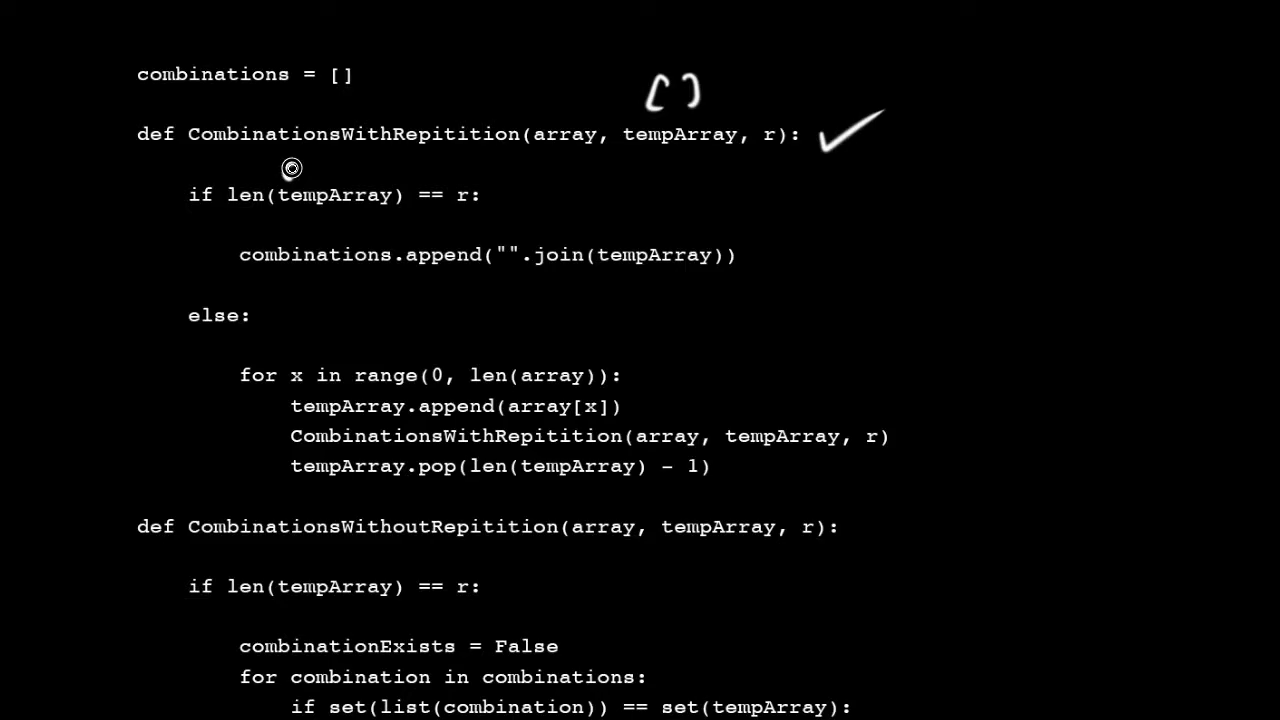 combinations = []
[]
def CombinationsWithRepitition(array, tempArray, r):
if len(tempArray) == r:
combinations.append("".join(tempArray))
else:
for x in range(0, len(array)):
tempArray.append(array[x])
CombinationsWithRepitition(array, tempArray, r)
tempArray.pop(len(tempArray) - 1)
def CombinationsWithoutRepitition(array, tempArray, r):
if len(tempArray) == r:
combinationExists = False
for combination in combinations:
if set(list(combination)) == set(tempArray):